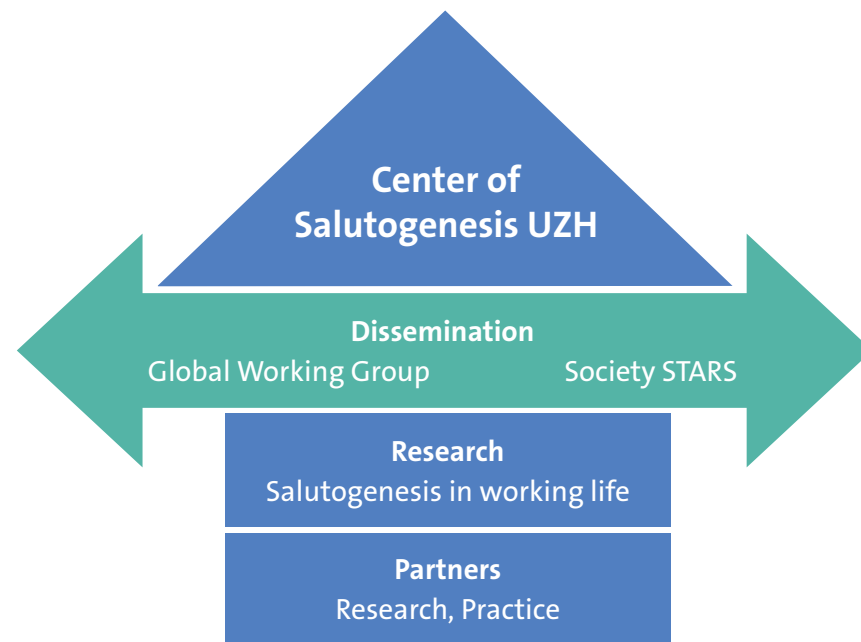 Center of
Salutogenesis UZH
Dissemination
Global Working Group Society STARS
Research
Salutogenesis in working life
Partners
Research, Practice